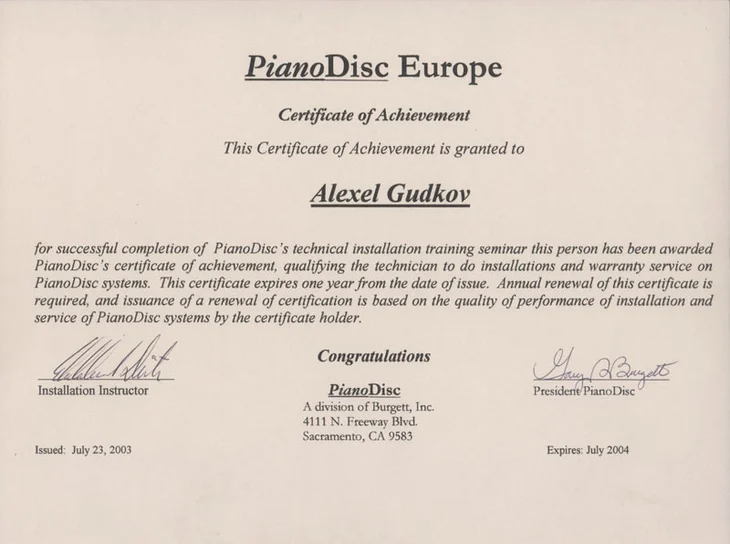 PianoDisc Europe
Certificate of Achievement
This Certificate of Achievement is granted to
Alexel Gudkov
for successful completion of PianoDisc's technical installation training seminar this person has been awarded
PianoDisc's certificate of achievement, qualifying the technician to do installations and warranty service on
PianoDisc systems. This certificate expires one year from the date of issue. Annual renewal of this certificate is
required, and issuance of a renewal of certification is based on the quality of performance of installation and
service of PianoDisc systems by the certificate holder.
Congratulations
Installation Instructor
PianoDisc
A division of Burgett, Inc.
4111 N. Freeway Blvd.
Sacramento, CA 9583
Gary Burgett
President PianoDisc
Issued: July 23, 2003
Expires: July 2004